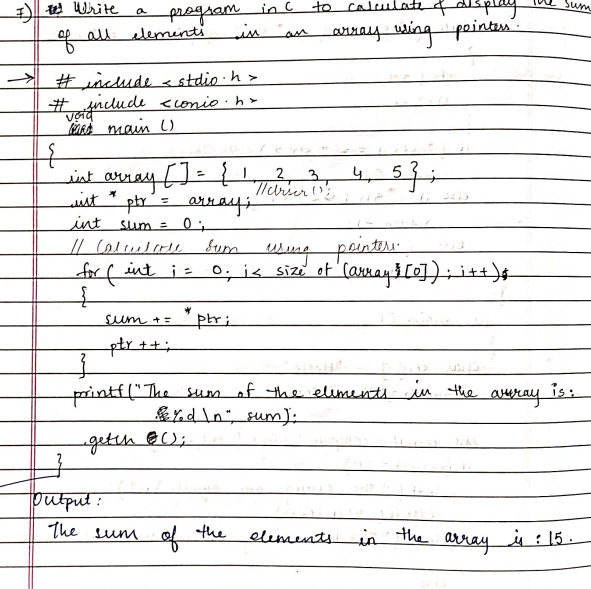 7) Write a program in C to calculate & display the sum
of all elements in an array using pointers.
→ # include < stdio.h >
# include <conio.h >
void
main ()
{
int array [] = { 1, 2, 3, 4, 5 } ;
int * ptr = array; //clrscr();
int sum = 0 ;
// Calculate Sum using pointers.
for ( int i = 0; i< size of (array [0]) ; i++)
{
sum += * ptr;
ptr ++ ;
}
printf("The sum of the elements in the array is:
%d \n", sum);
getch ();
}
Output :
The sum of the elements in the array is : 15.